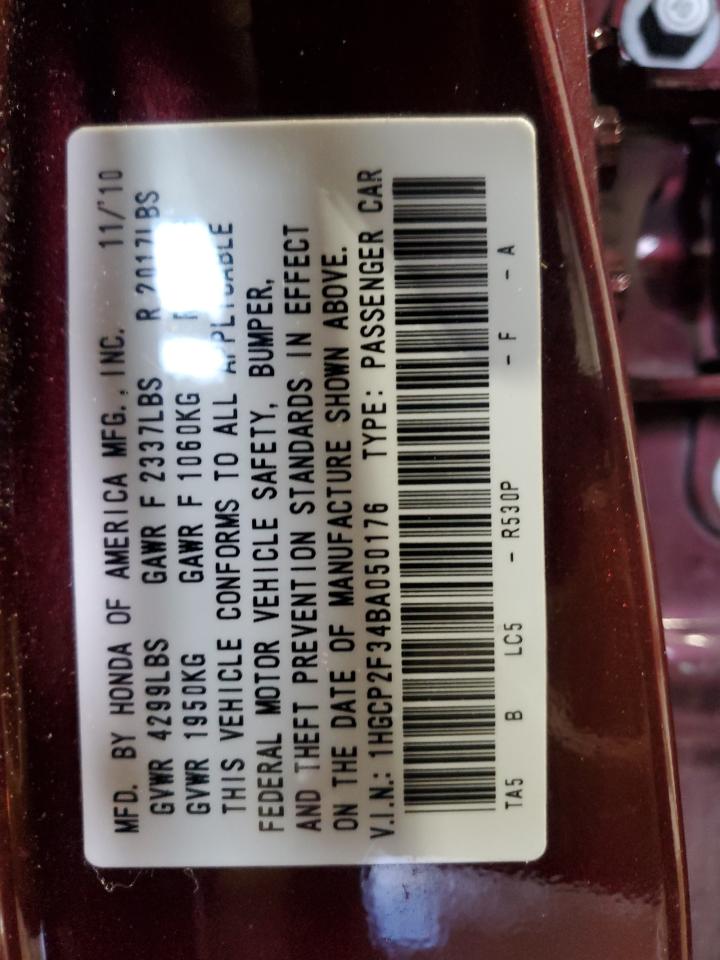 MFD. BY HONDA OF AMERICA MFG., INC. 11/'10
GVWR 4299LBS GAWR F 2337LBS R 2017LBS
GVWR 1950KG GAWR F 1060KG R
THIS VEHICLE CONFORMS TO ALL APPLICABLE
FEDERAL MOTOR VEHICLE SAFETY, BUMPER,
AND THEFT PREVENTION STANDARDS IN EFFECT
ON THE DATE OF MANUFACTURE SHOWN ABOVE.
V.I.N.: 1HGCP2F34BA050176 TYPE: PASSENGER CAR
TA5 B LC5 - R530P - F - A